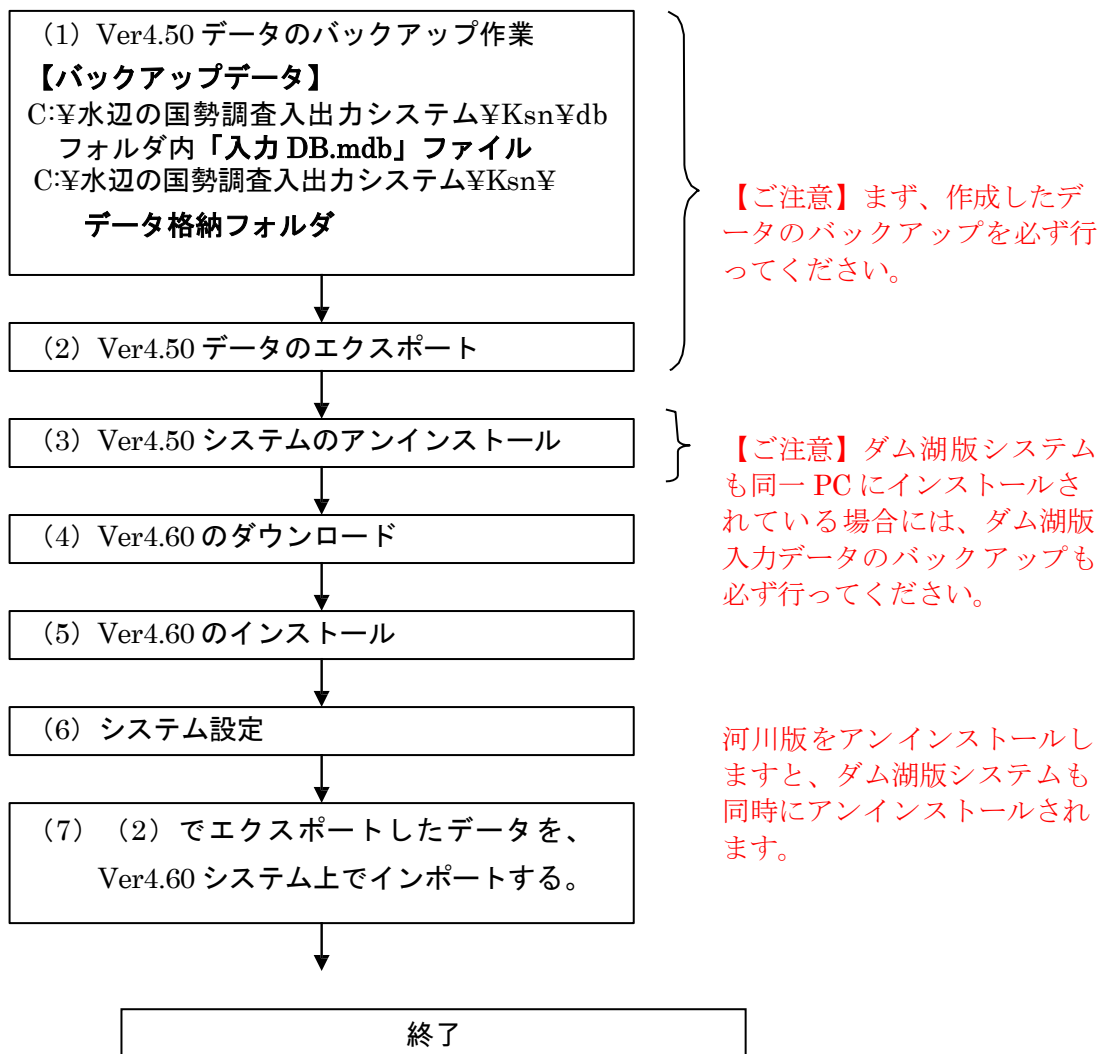 (1) Ver4.50 データのバックアップ作業
【バックアップデータ】
C:¥水辺の国勢調査入出力システム¥Ksn¥db
フォルダ内「入力 DB.mdb」ファイル
C:¥水辺の国勢調査入出力システム¥Ksn¥
データ格納フォルダ
(2) Ver4.50 データのエクスポート
【ご注意】まず、作成したデ
ータのバックアップを必ず行
ってください。
(3) Ver4.50 システムのアンインストール
【ご注意】ダム湖版システム
も同一 PC にインストールさ
れている場合には、ダム湖版
入力データのバックアップも
必ず行ってください。
(4) Ver4.60 のダウンロード
(5) Ver4.60 のインストール
(6) システム設定
河川版をアンインストールし
ますと、ダム湖版システムも
同時にアンインストールされ
ます。
(7) (2) でエクスポートしたデータを、
Ver4.60 システム上でインポートする。
終了